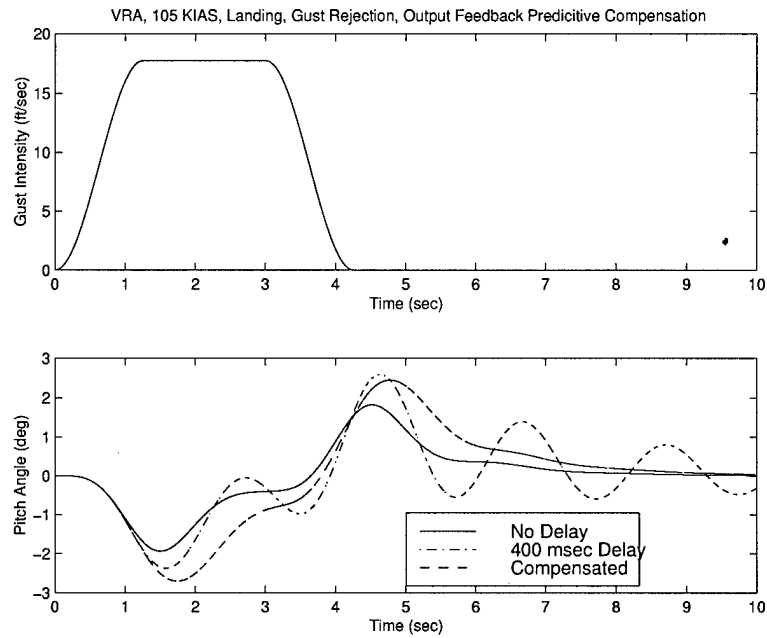 VRA, 105 KIAS, Landing, Gust Rejection, Output Feedback Predicitive Compensation
20
15
10
5
0
Gust Intensity (ft/sec)
0 1 2 3 4 5 6 7 8 9 10
Time (sec)
3
2
1
0
−1
−2
−3
Pitch Angle (deg)
No Delay
400 msec Delay
Compensated
0 1 2 3 4 5 6 7 8 9 10
Time (sec)